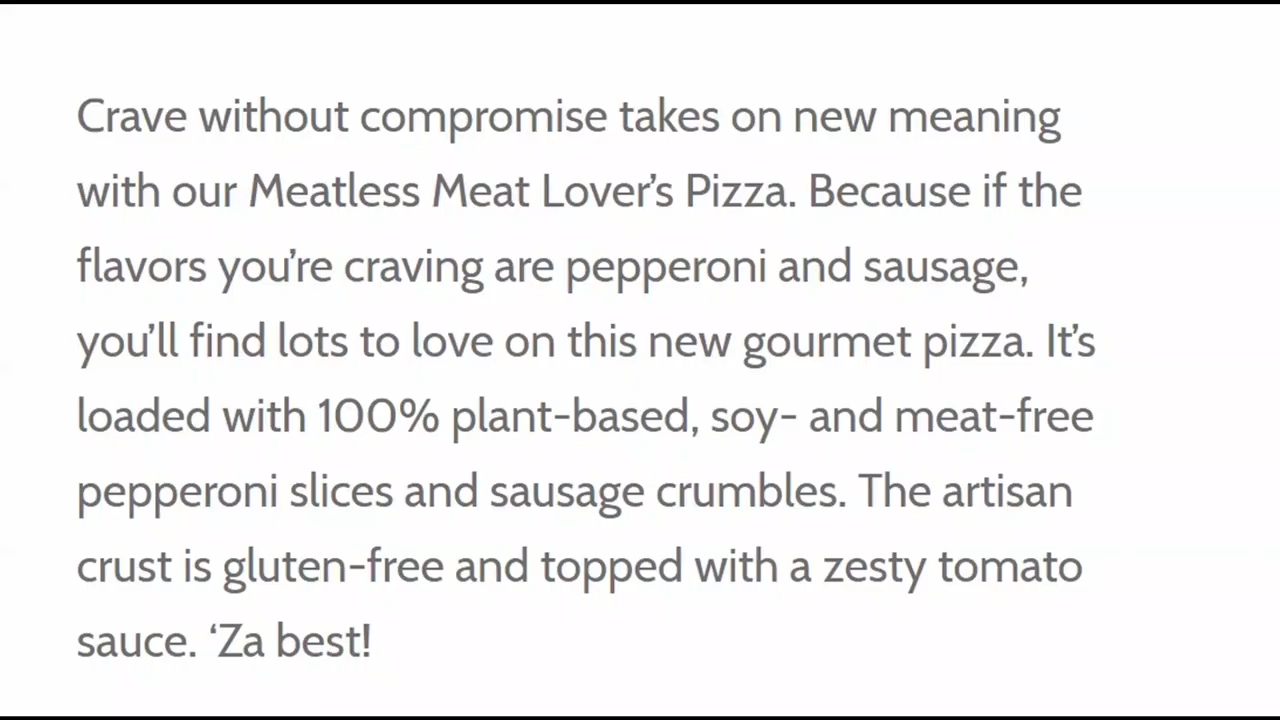 Crave without compromise takes on new meaning
with our Meatless Meat Lover’s Pizza. Because if the
flavors you’re craving are pepperoni and sausage,
you’ll find lots to love on this new gourmet pizza. It’s
loaded with 100% plant-based, soy- and meat-free
pepperoni slices and sausage crumbles. The artisan
crust is gluten-free and topped with a zesty tomato
sauce. ‘Za best!